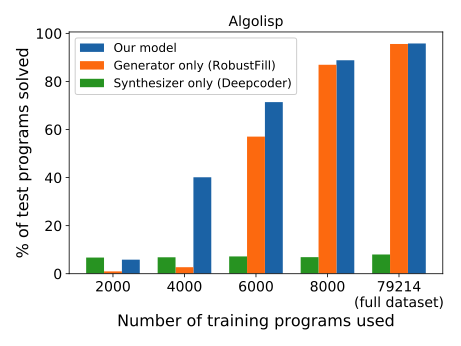 Algolisp
Our model
Generator only (RobustFill)
Synthesizer only (Deepcoder)
% of test programs solved
100
80
60
40
20
0
2000 4000 6000 8000 79214
(full dataset)
Number of training programs used